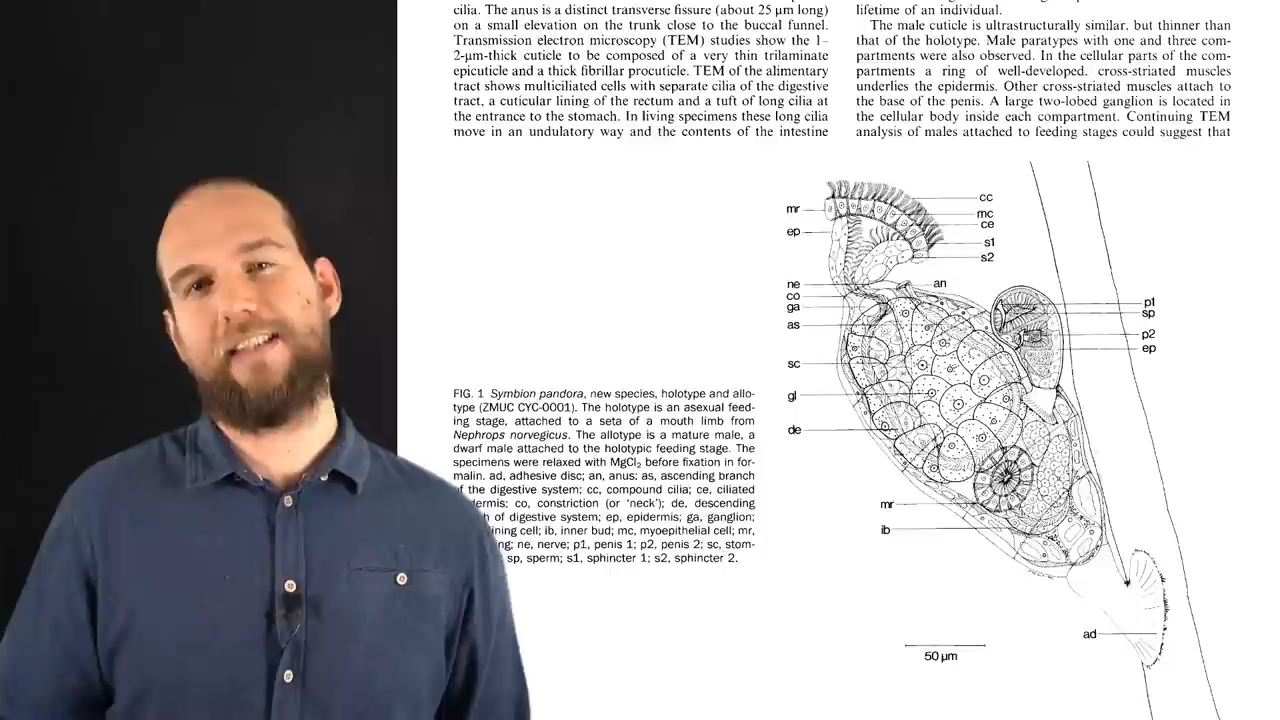 cilia. The anus is a distinct transverse fissure (about 25 μm long)
on a small elevation on the trunk close to the buccal funnel.
Transmission electron microscopy (TEM) studies show the 1–
2-μm-thick cuticle to be composed of a very thin trilaminate
epicuticle and a thick fibrillar procuticle. TEM of the alimentary
tract shows multiciliated cells with separate cilia of the digestive
tract, a cuticular lining of the rectum and a tuft of long cilia at
the entrance to the stomach. In living specimens these long cilia
move in an undulatory way and the contents of the intestine
lifetime of an individual.
The male cuticle is ultrastructurally similar, but thinner than
that of the holotype. Male paratypes with one and three com-
partments were also observed. In the cellular parts of the com-
partments a ring of well-developed, cross-striated muscles
underlies the epidermis. Other cross-striated muscles attach to
the base of the penis. A large two-lobed ganglion is located in
the cellular body inside each compartment. Continuing TEM
analysis of males attached to feeding stages could suggest that
FIG. 1 Symbion pandora, new species, holotype and allo-
type (ZMUC CYC-0001). The holotype is an asexual feed-
ing stage, attached to a seta of a mouth limb from
Nephrops norvegicus. The allotype is a mature male, a
dwarf male attached to the holotypic feeding stage. The
specimens were relaxed with MgCl₂ before fixation in for-
malin. ad, adhesive disc; an, anus; as, ascending branch
of the digestive system; cc, compound cilia; ce, ciliated
dermis; co, constriction (or 'neck'); de, descending
h of digestive system; ep, epidermis; ga, ganglion;
ining cell; ib, inner bud; mc, myoepithelial cell; mr,
ng; ne, nerve; p1, penis 1; p2, penis 2; sc, stom-
sp, sperm; s1, sphincter 1; s2, sphincter 2.
mr
ep
ne
co
ga
as
sc
gl
de
mr
ib
cc
mc
ce
s1
s2
an
p1
sp
p2
ep
ad
50 μm